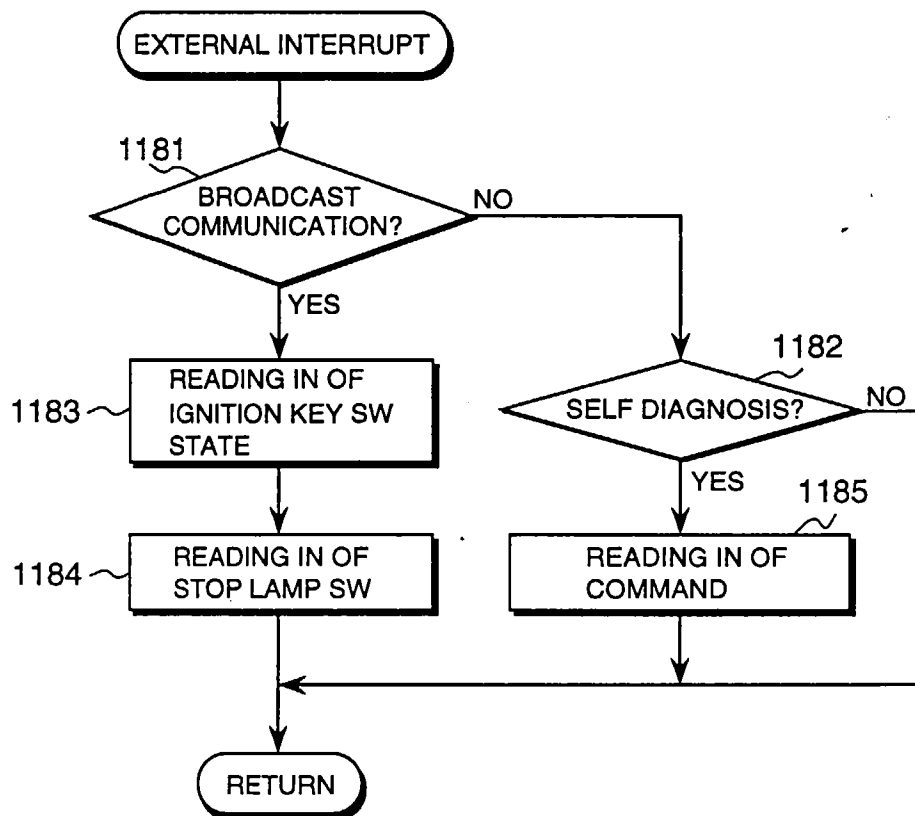 EXTERNAL INTERRUPT
1181
BROADCAST
COMMUNICATION?
NO
YES
1183
READING IN OF
IGNITION KEY SW
STATE
1182
SELF DIAGNOSIS?
NO
YES
1184
READING IN OF
STOP LAMP SW
1185
READING IN OF
COMMAND
RETURN